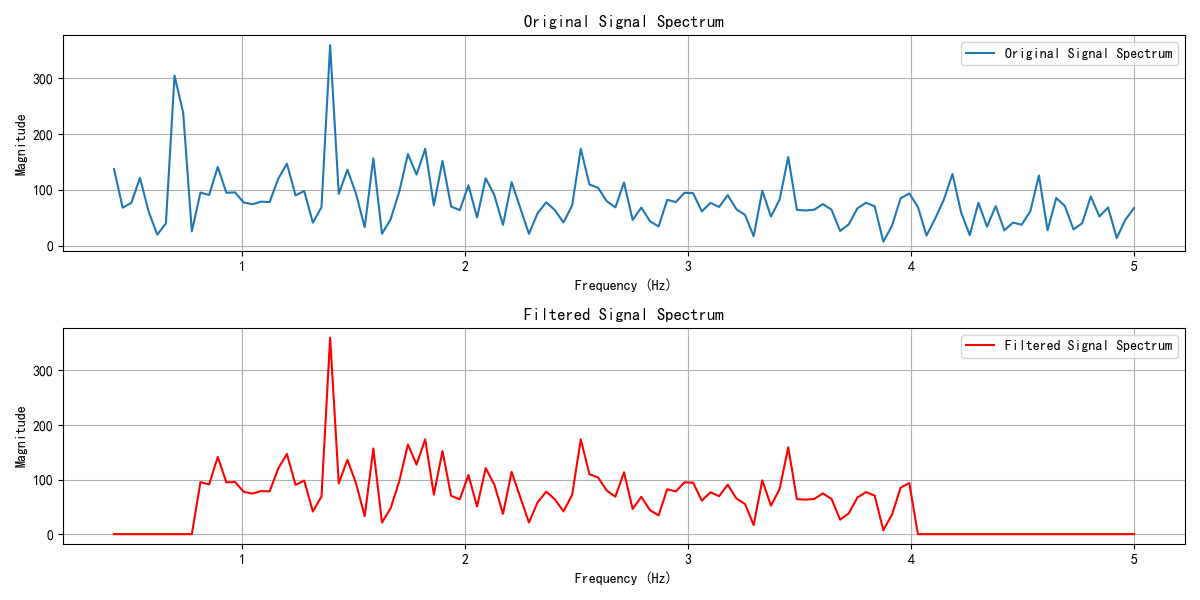 Original Signal Spectrum
Original Signal Spectrum
Magnitude
300
200
100
0
1 2 3 4 5
Frequency (Hz)
Filtered Signal Spectrum
Filtered Signal Spectrum
Magnitude
300
200
100
0
1 2 3 4 5
Frequency (Hz)